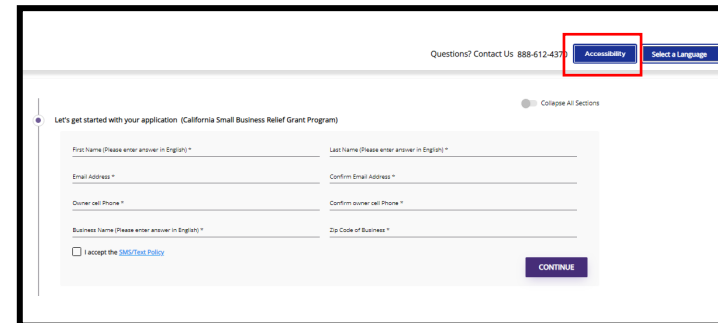 Questions? Contact Us 888-612-4370 Accessibility Select a Language
Collapse All Sections
Let's get started with your application (California Small Business Relief Grant Program)
First Name (Please enter answer in English) * Last Name (Please enter answer in English) *
Email Address * Confirm Email Address *
Owner cell Phone * Confirm owner cell Phone *
Business Name (Please enter answer in English) * Zip Code of Business *
I accept the SMS/Text Policy
CONTINUE